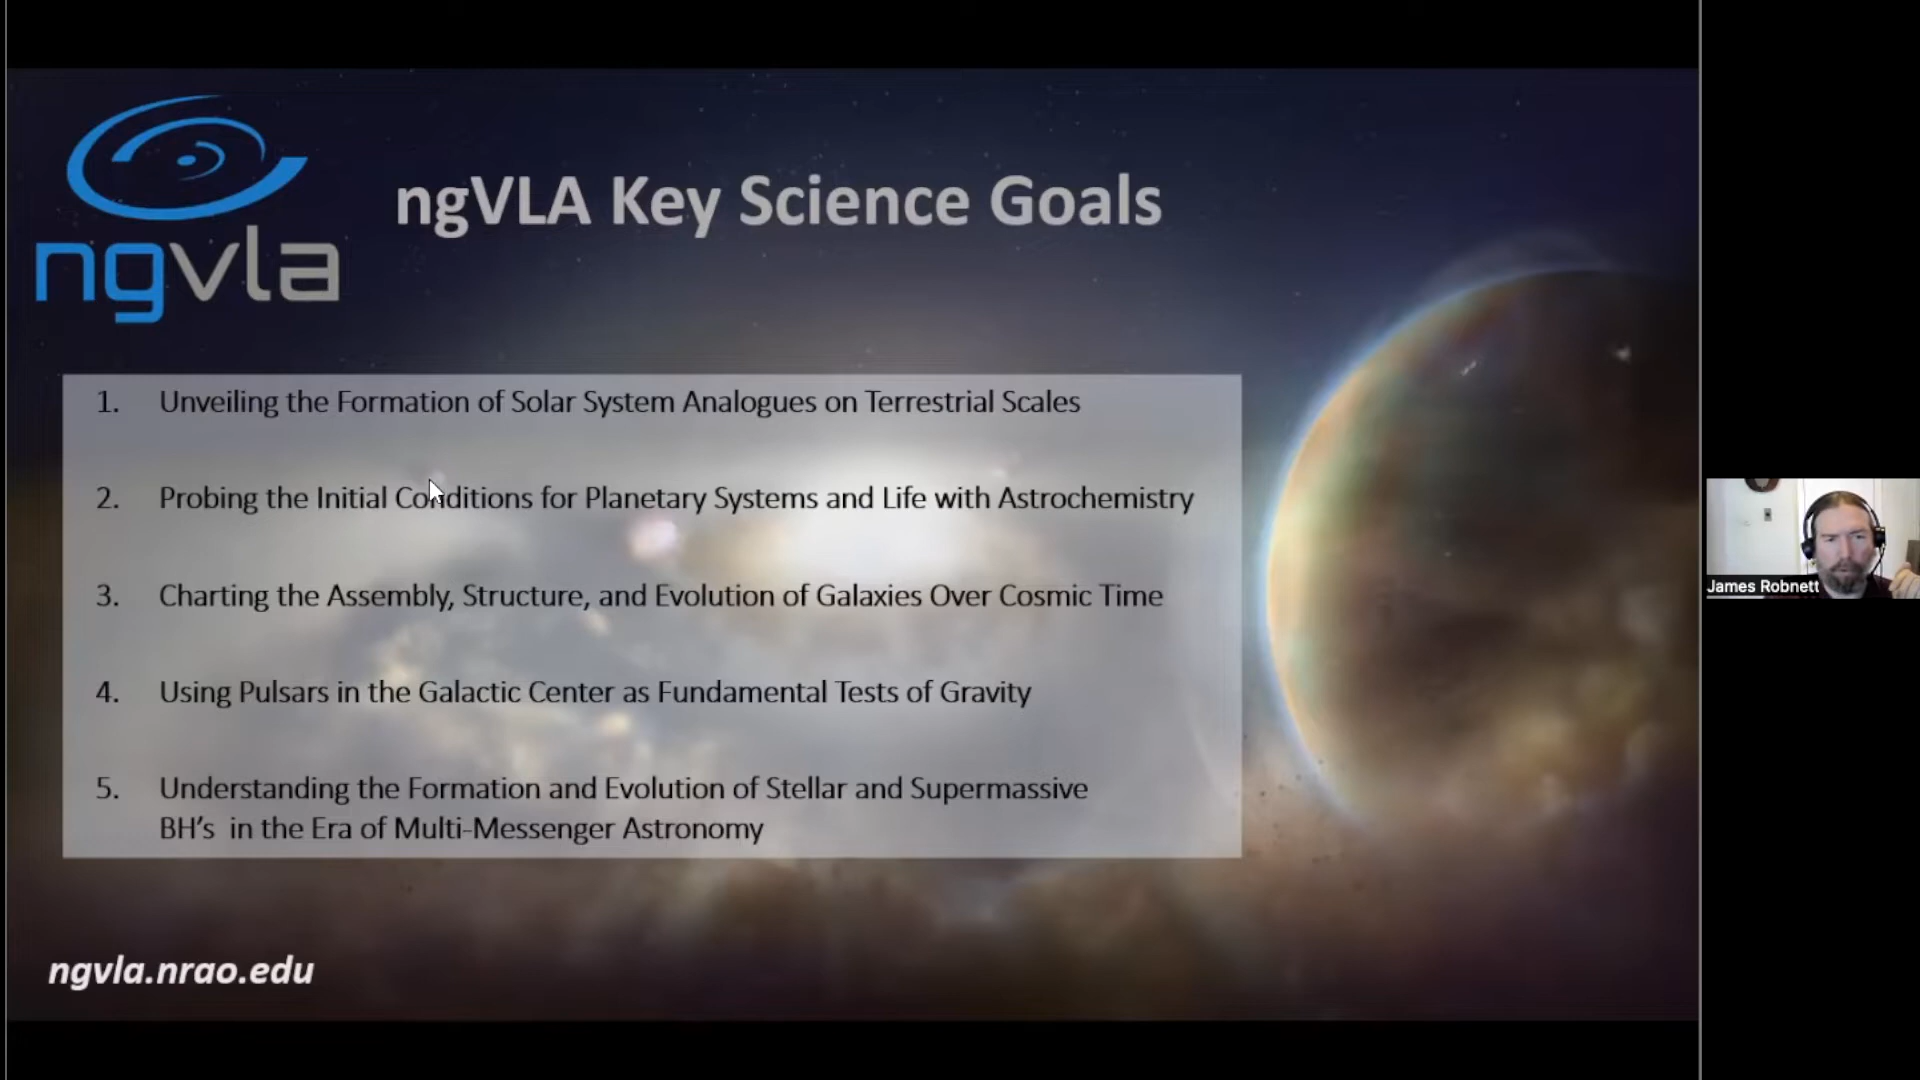 ngvla
ngVLA Key Science Goals
1. Unveiling the Formation of Solar System Analogues on Terrestrial Scales
2. Probing the Initial Conditions for Planetary Systems and Life with Astrochemistry
3. Charting the Assembly, Structure, and Evolution of Galaxies Over Cosmic Time
4. Using Pulsars in the Galactic Center as Fundamental Tests of Gravity
5. Understanding the Formation and Evolution of Stellar and Supermassive
BH's in the Era of Multi-Messenger Astronomy
ngvla.nrao.edu
James Robnett